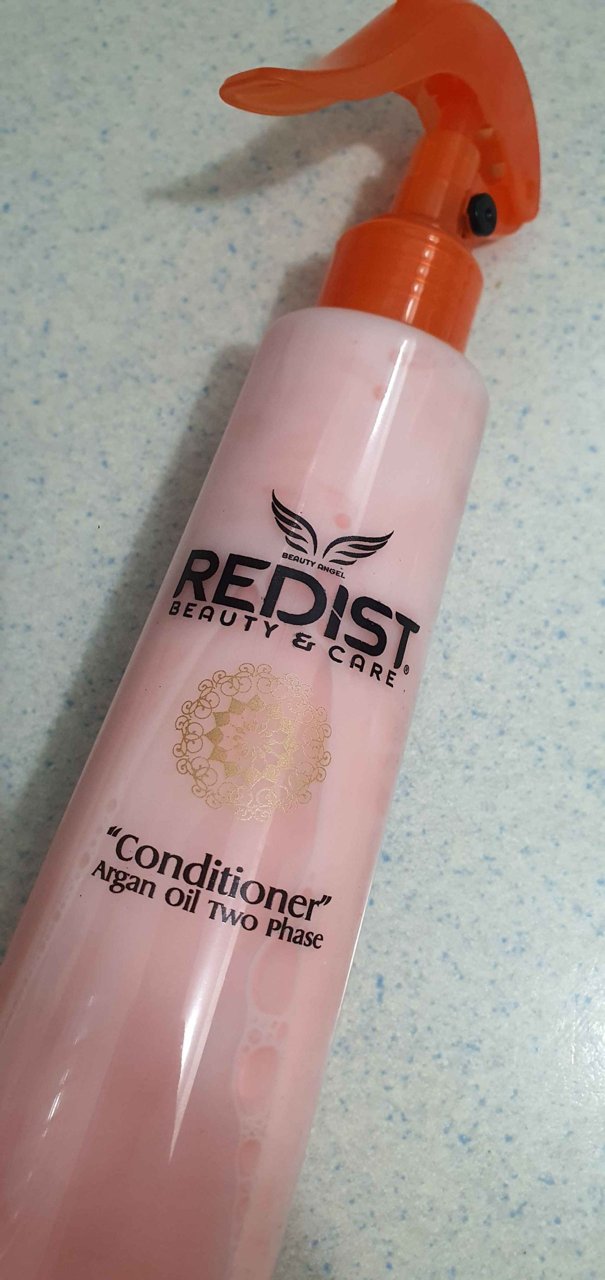 BEAUTY ANGEL
REDIST®
BEAUTY & CARE
"Conditioner"
Argan Oil Two Phase